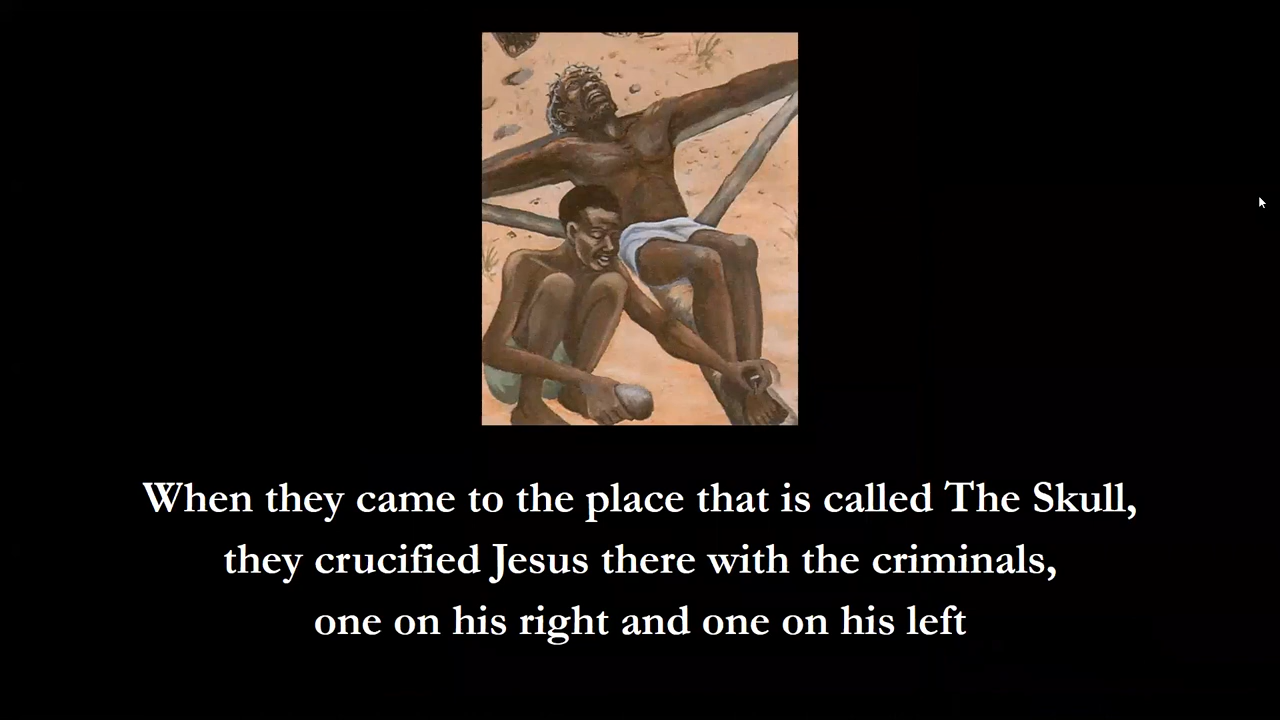 When they came to the place that is called The Skull,
they crucified Jesus there with the criminals,
one on his right and one on his left